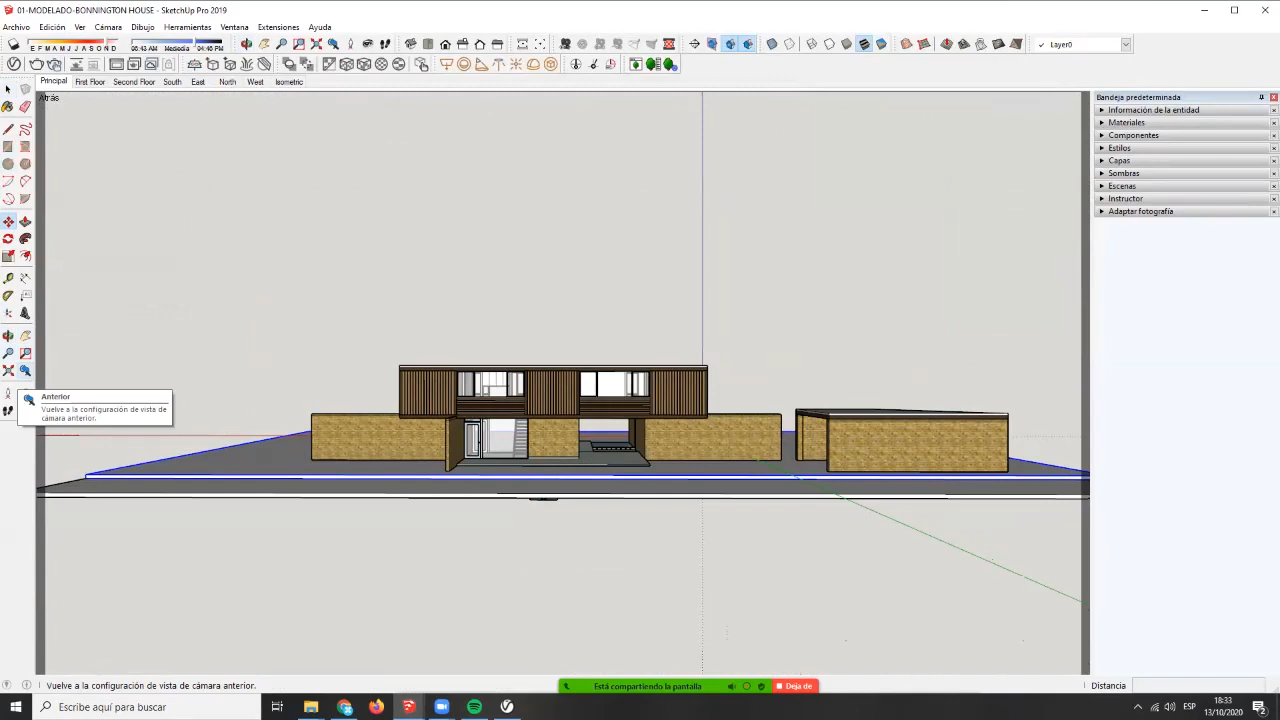 01-MODELADO-BONNINGTON HOUSE - SketchUp Pro 2019
Archivo Edición Ver Cámara Dibujo Herramientas Ventana Extensiones Ayuda
E F M A M J J A S O N D 06:43 AM Mediodía 04:46 PM
Layer0
Principal First Floor Second Floor South East North West Isometric
Atrás
Bandeja predeterminada
Información de la entidad
Materiales
Componentes
Estilos
Capas
Sombras
Escenas
Instructor
Adaptar fotografía
Anterior
Vuelve a la configuración de vista de
cámara anterior.
Vuelve a la configuración de vista de cámara anterior.
Está compartiendo la pantalla
Deja de
Distancia
Escribe aquí para buscar
ESP
18:33
13/10/2020
2